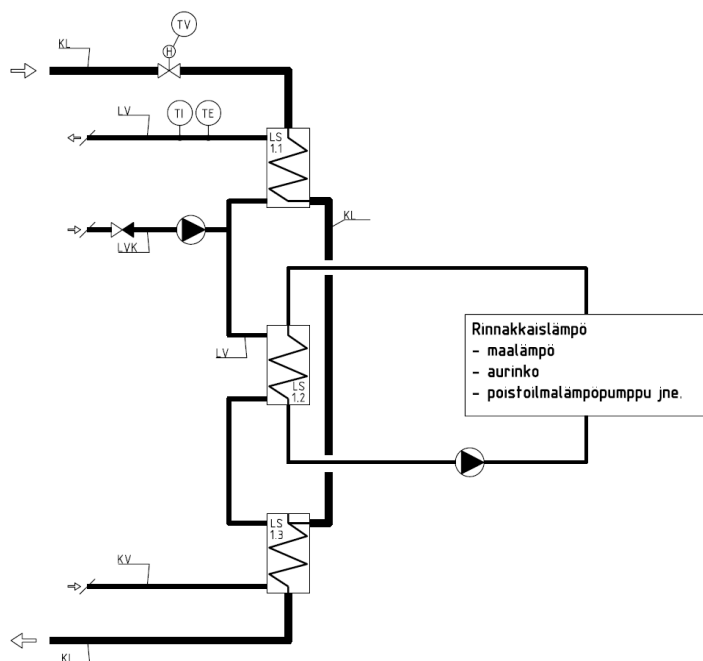 TV
H
KL
LV
TI
TE
LS
1.1
LVK
KL
Rinnakkaislämpö
- maalämpö
- aurinko
- poistoilmalämpöpumppu jne.
LV
LS
1.2
LS
1.3
KV
KL